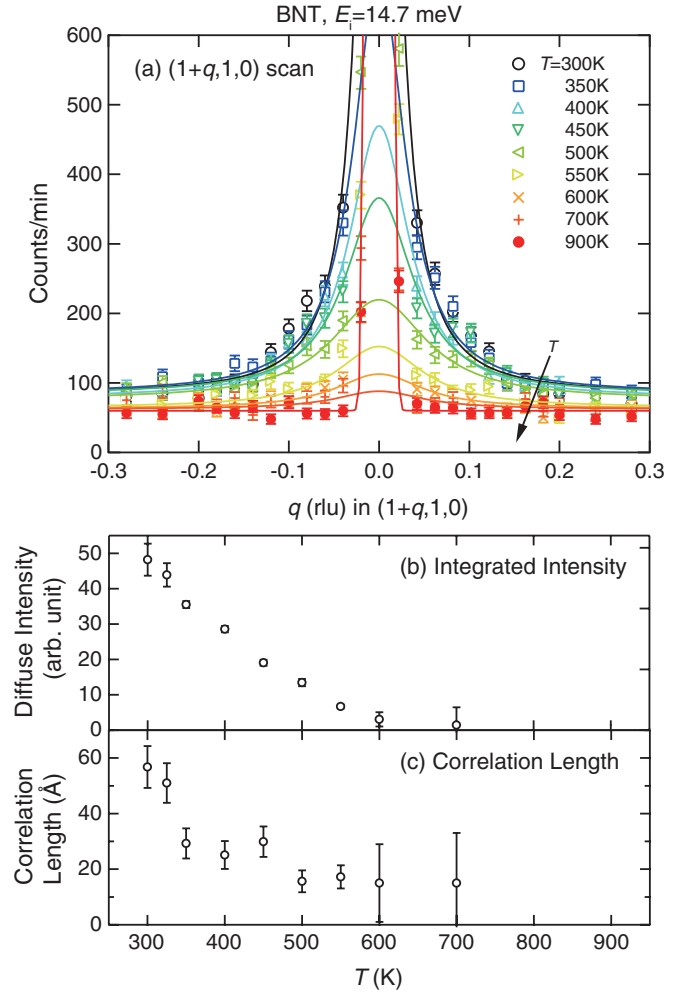 BNT, Ei=14.7 meV
(a) (1+q,1,0) scan
T=300K
350K
400K
450K
500K
550K
600K
700K
900K
T
600
500
400
300
200
100
0
Counts/min
-0.3 -0.2 -0.1 0.0 0.1 0.2 0.3
q (rlu) in (1+q,1,0)
(b) Integrated Intensity
50
40
30
20
10
0
Diffuse Intensity
(arb. unit)
(c) Correlation Length
60
40
20
0
Correlation
Length (Å)
300 400 500 600 700 800 900
T (K)